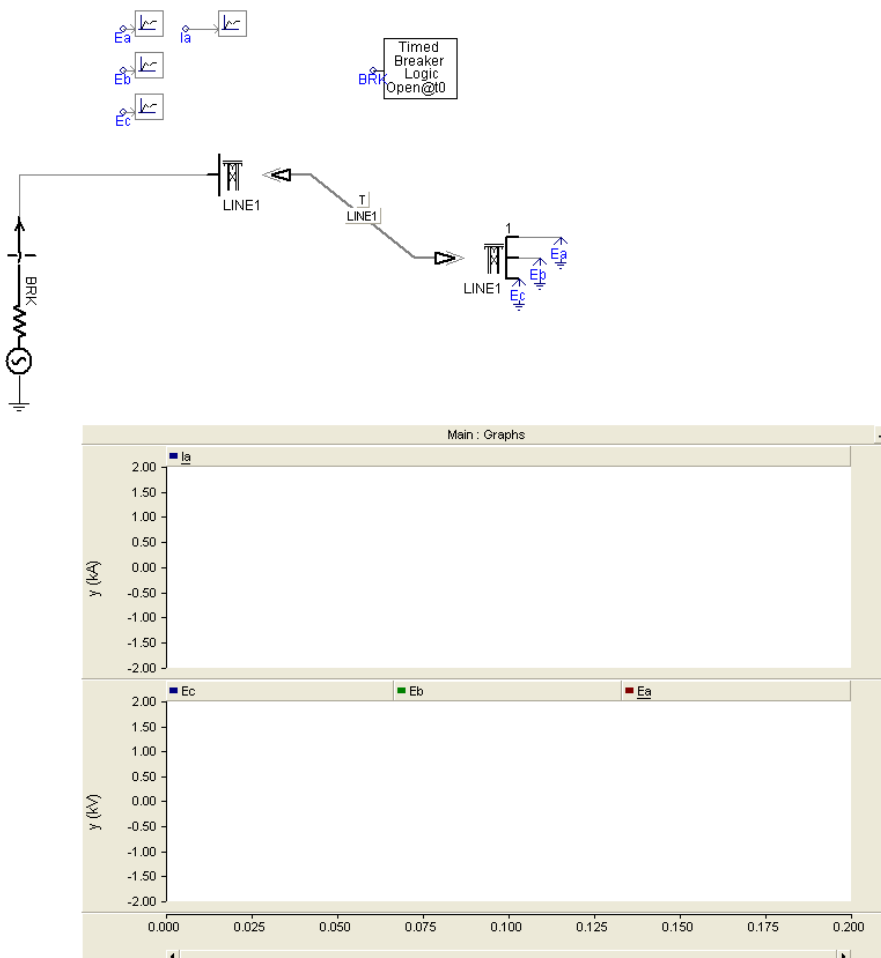 Ea
Ia
Eb
Ec
Timed
Breaker
Logic
Open@t0
BRK
LINE1
T
LINE1
1
LINE1
Ea
Eb
Ec
BRK
Main : Graphs
Ia
2.00
1.50
1.00
0.50
0.00
-0.50
-1.00
-1.50
-2.00
y (kA)
Ec Eb Ea
2.00
1.50
1.00
0.50
0.00
-0.50
-1.00
-1.50
-2.00
y (kV)
0.000 0.025 0.050 0.075 0.100 0.125 0.150 0.175 0.200